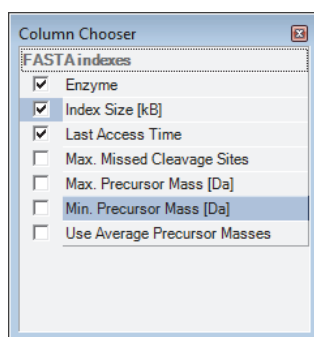 Column Chooser
FASTA indexes
Enzyme
Index Size [kB]
Last Access Time
Max. Missed Cleavage Sites
Max. Precursor Mass [Da]
Min. Precursor Mass [Da]
Use Average Precursor Masses